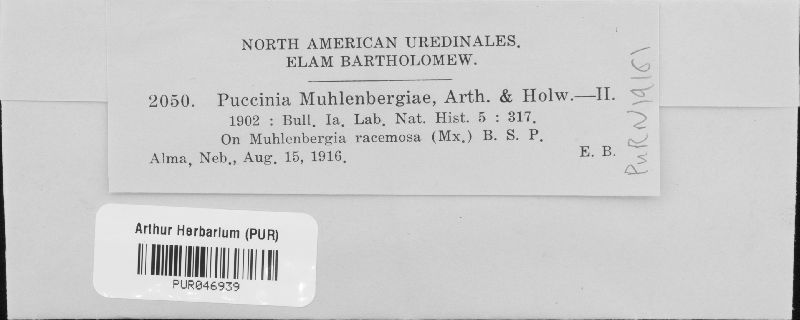 NORTH AMERICAN UREDINALES.
ELAM BARTHOLOMEW.
2050. Puccinia Muhlenbergiae, Arth. & Holw.—II.
1902 : Bull. Ia. Lab. Nat. Hist. 5 : 317.
On Muhlenbergia racemosa (Mx.) B. S. P.
Alma, Neb., Aug. 15, 1916. E. B.
PUR N19161
Arthur Herbarium (PUR)
PUR046939